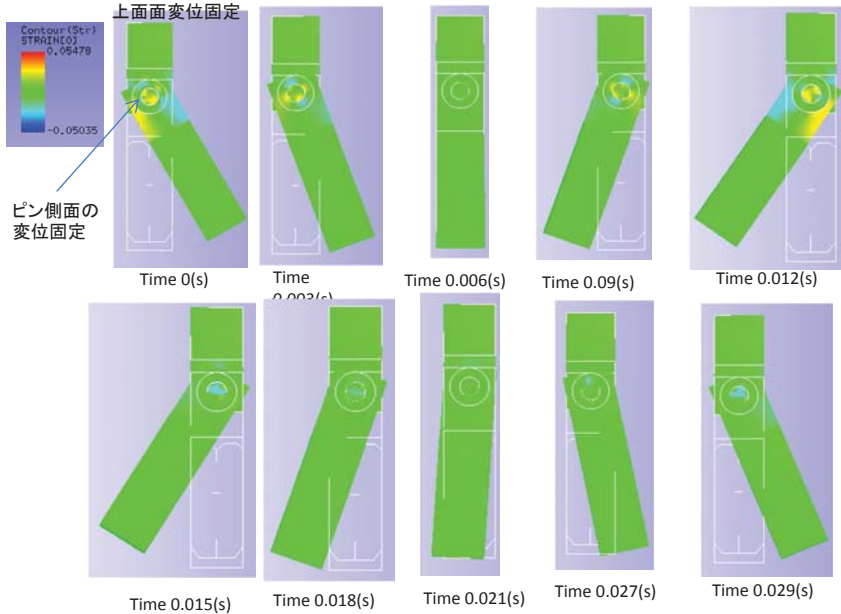 上面面変位固定
Contour(Str)
STRAIN[0]
0.05478
-0.05035
ピン側面の
変位固定
Time 0(s)
Time
0.003(s)
Time 0.006(s)
Time 0.09(s)
Time 0.012(s)
Time 0.015(s)
Time 0.018(s)
Time 0.021(s)
Time 0.027(s)
Time 0.029(s)